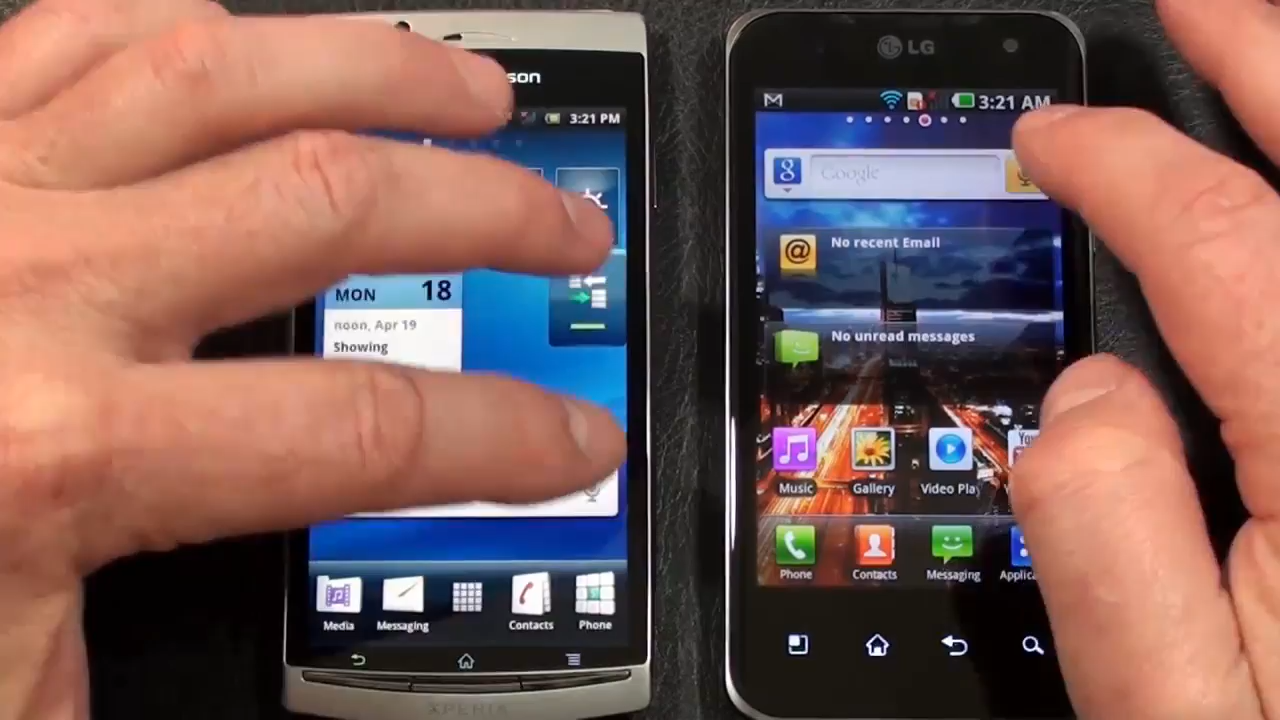 son
3:21 PM
MON 18
noon, Apr 19
Showing
Media
Messaging
Contacts
Phone
XPERIA
LG
3:21 AM
g
Google
@
No recent Email
No unread messages
You
Music
Gallery
Video Play
Phone
Contacts
Messaging
Applica